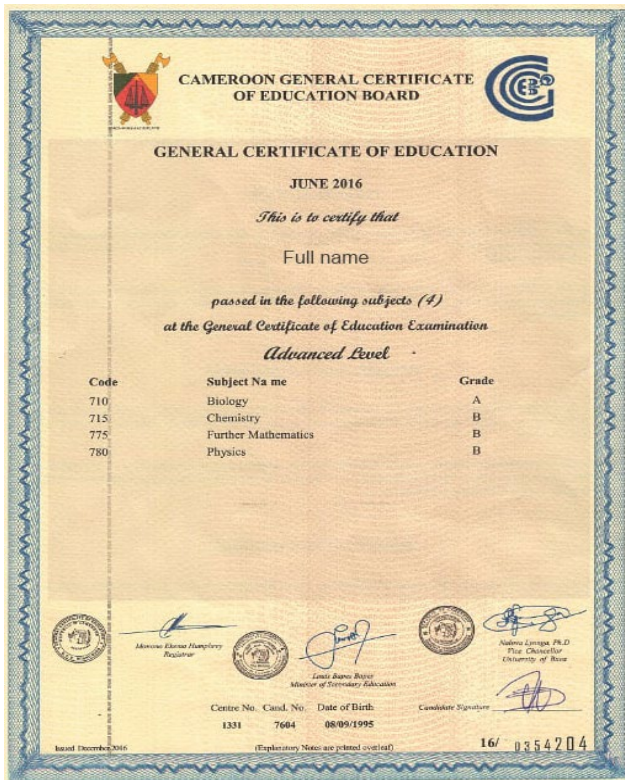 CAMEROON GENERAL CERTIFICATE
OF EDUCATION BOARD
GENERAL CERTIFICATE OF EDUCATION
JUNE 2016
This is to certify that
Full name
passed in the following subjects (4)
at the General Certificate of Education Examination
Advanced Level
Code Subject Na me Grade
710 Biology A
715 Chemistry B
775 Further Mathematics B
780 Physics B
Monono Ekema Humphrey
Registrar
Louis Bapes Bapes
Minister of Secondary Education
Nalova Lyonga, Ph.D
Vice Chancellor
University of Buea
Centre No. Cand. No. Date of Birth
Candidate Signature
1331 7604 08/09/1995
Issued December 2016
(Explanatory Notes are printed overleaf)
16/ 0354204